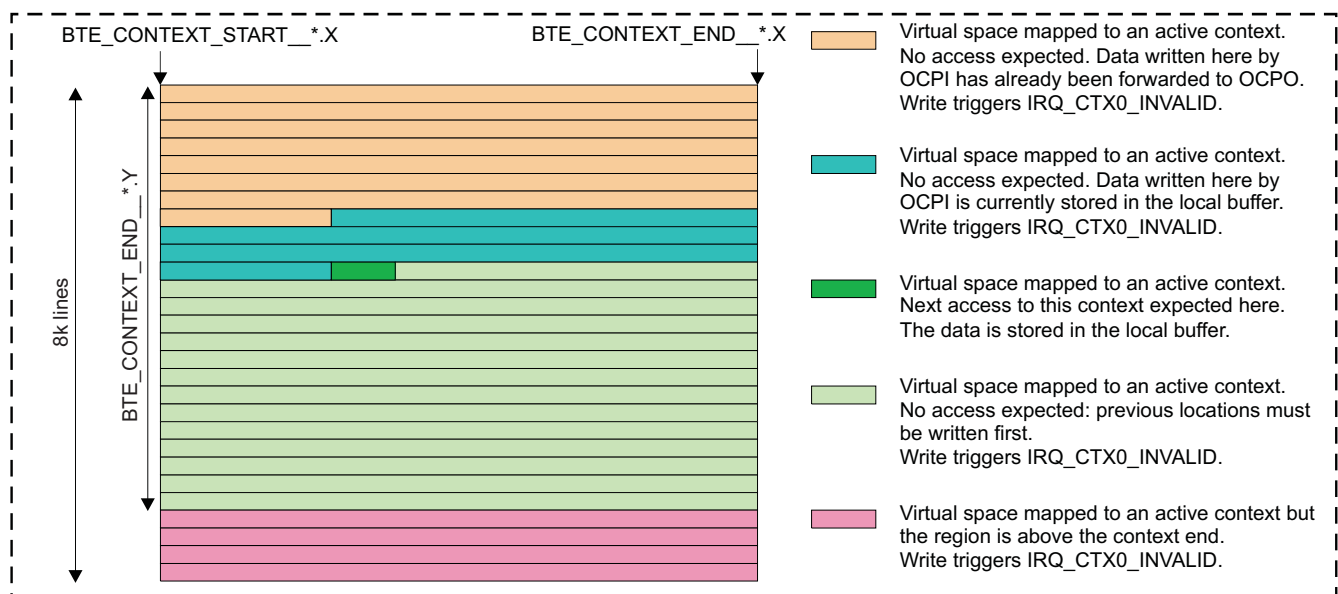 BTE_CONTEXT_START__*.X
BTE_CONTEXT_END__*.X
8k lines
BTE_CONTEXT_END__*.Y
Virtual space mapped to an active context.
No access expected. Data written here by
OCPI has already been forwarded to OCPO.
Write triggers IRQ_CTX0_INVALID.
Virtual space mapped to an active context.
No access expected. Data written here by
OCPI is currently stored in the local buffer.
Write triggers IRQ_CTX0_INVALID.
Virtual space mapped to an active context.
Next access to this context expected here.
The data is stored in the local buffer.
Virtual space mapped to an active context.
No access expected: previous locations must
be written first.
Write triggers IRQ_CTX0_INVALID.
Virtual space mapped to an active context but
the region is above the context end.
Write triggers IRQ_CTX0_INVALID.